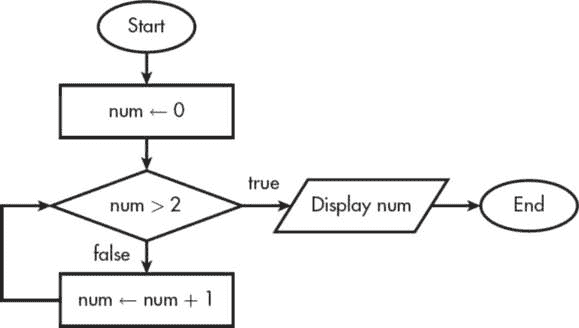 Start
num ← 0
num > 2
true
Display num
End
false
num ← num + 1